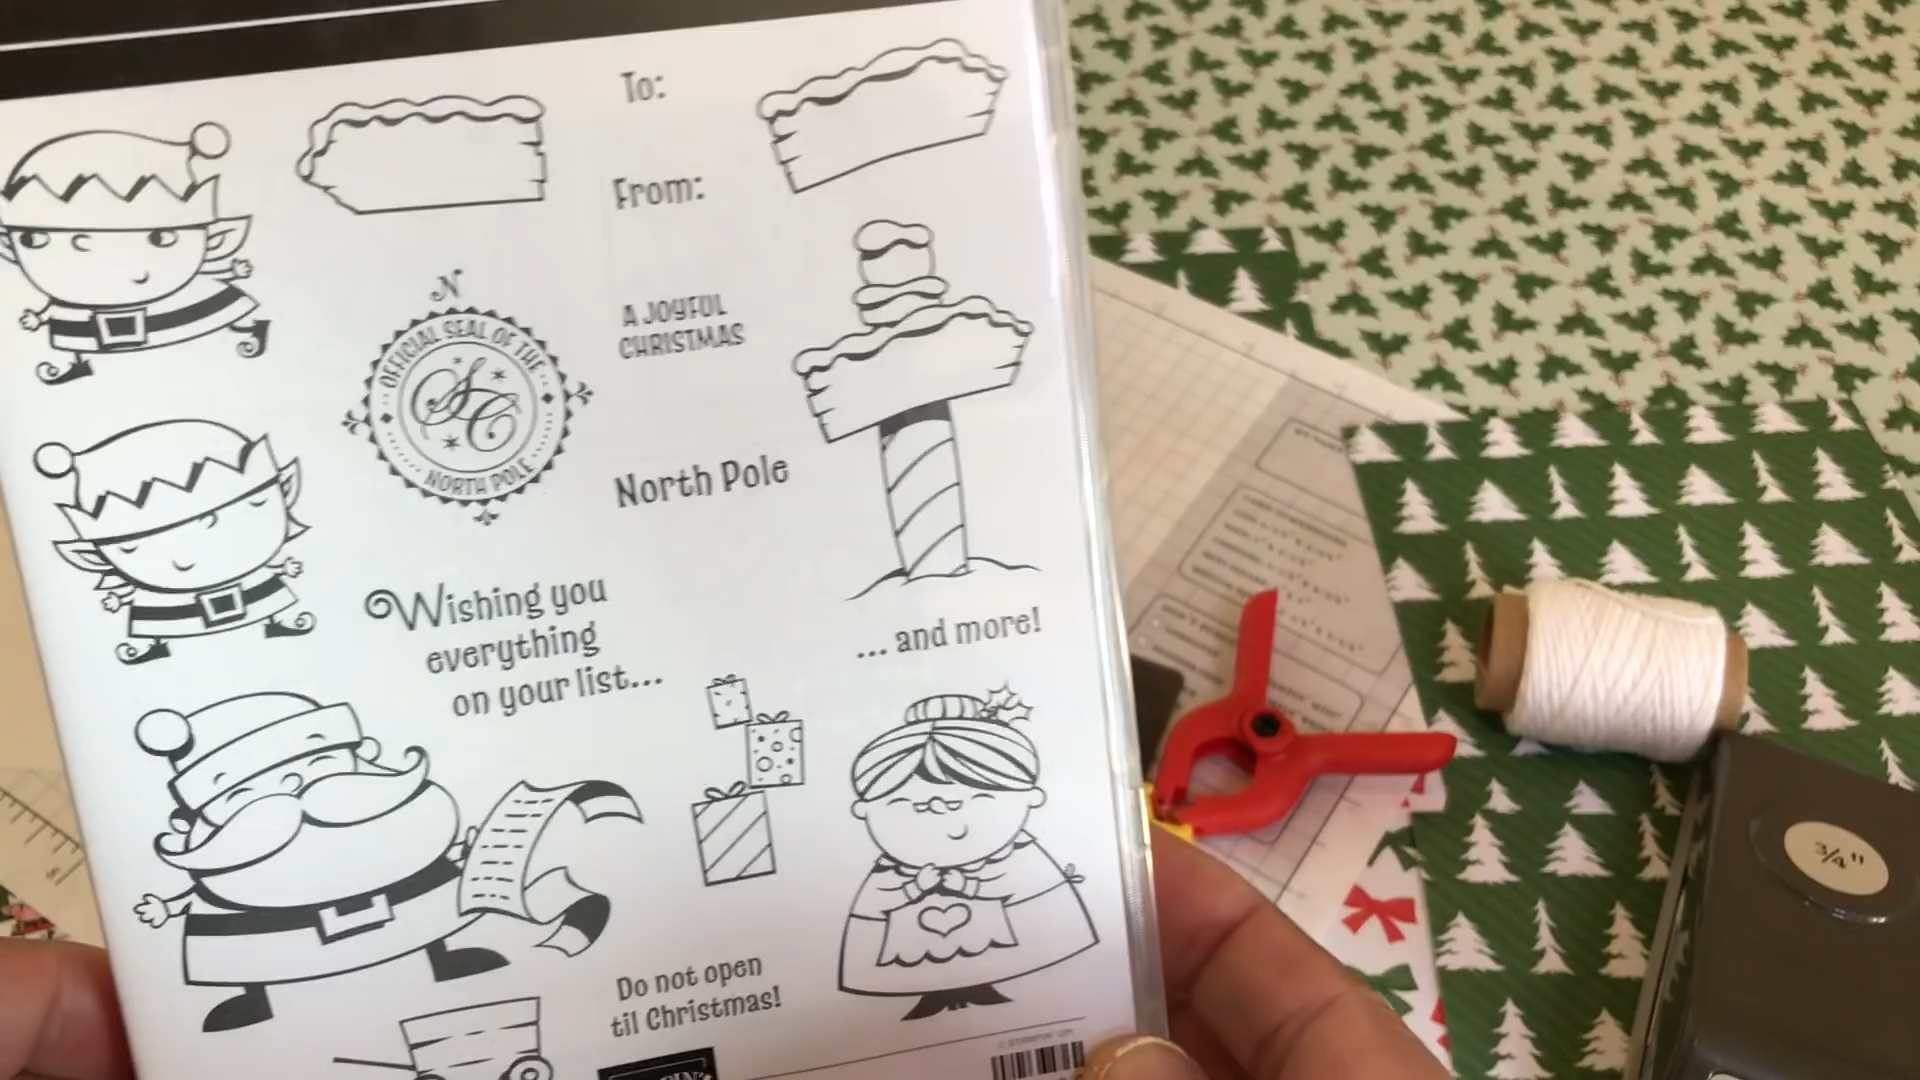 To:
From:
N
OFFICIAL SEAL OF THE
SC
NORTH POLE
A JOYFUL
CHRISTMAS
North Pole
Wishing you
everything
on your list...
... and more!
Do not open
til Christmas!
3/4"